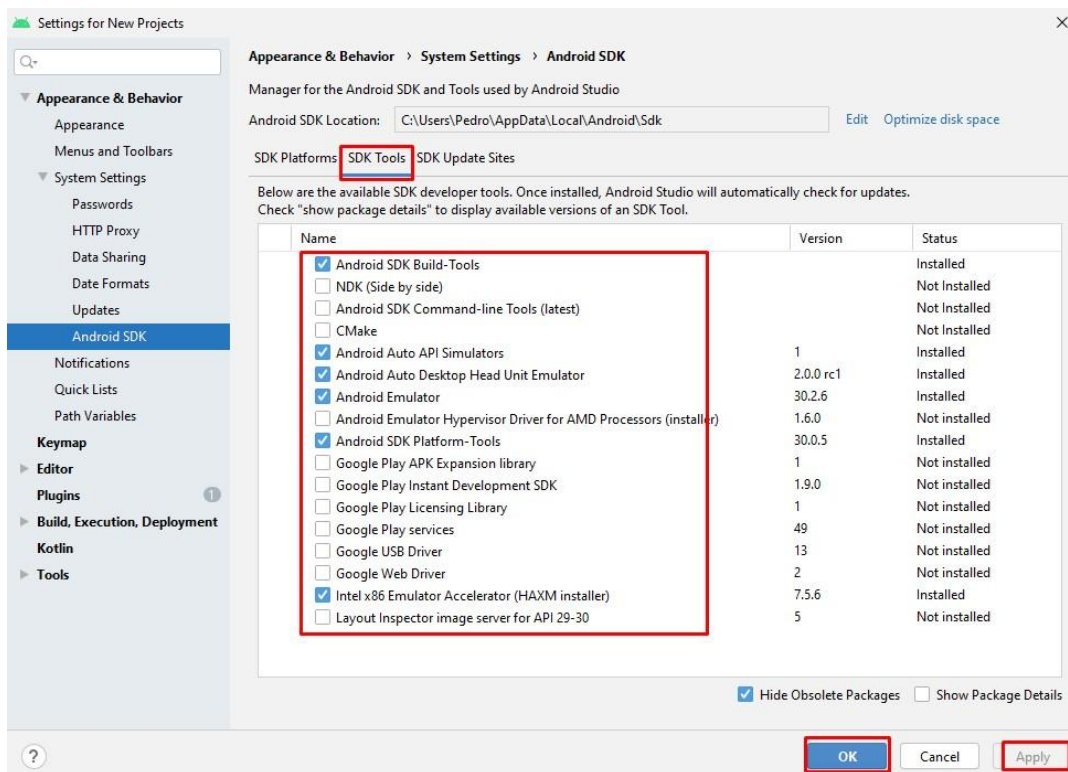 Settings for New Projects
Appearance & Behavior
Appearance
Menus and Toolbars
System Settings
Passwords
HTTP Proxy
Data Sharing
Date Formats
Updates
Android SDK
Notifications
Quick Lists
Path Variables
Keymap
Editor
Plugins 1
Build, Execution, Deployment
Kotlin
Tools
Appearance & Behavior › System Settings › Android SDK
Manager for the Android SDK and Tools used by Android Studio
Android SDK Location: C:\Users\Pedro\AppData\Local\Android\Sdk Edit Optimize disk space
SDK Platforms SDK Tools SDK Update Sites
Below are the available SDK developer tools. Once installed, Android Studio will automatically check for updates.
Check "show package details" to display available versions of an SDK Tool.
Name Version Status
Android SDK Build-Tools Installed
NDK (Side by side) Not Installed
Android SDK Command-line Tools (latest) Not Installed
CMake Not Installed
Android Auto API Simulators 1 Installed
Android Auto Desktop Head Unit Emulator 2.0.0 rc1 Installed
Android Emulator 30.2.6 Installed
Android Emulator Hypervisor Driver for AMD Processors (installer) 1.6.0 Not installed
Android SDK Platform-Tools 30.0.5 Installed
Google Play APK Expansion library 1 Not installed
Google Play Instant Development SDK 1.9.0 Not installed
Google Play Licensing Library 1 Not installed
Google Play services 49 Not installed
Google USB Driver 13 Not installed
Google Web Driver 2 Not installed
Intel x86 Emulator Accelerator (HAXM installer) 7.5.6 Installed
Layout Inspector image server for API 29-30 5 Not installed
Hide Obsolete Packages Show Package Details
? OK Cancel Apply